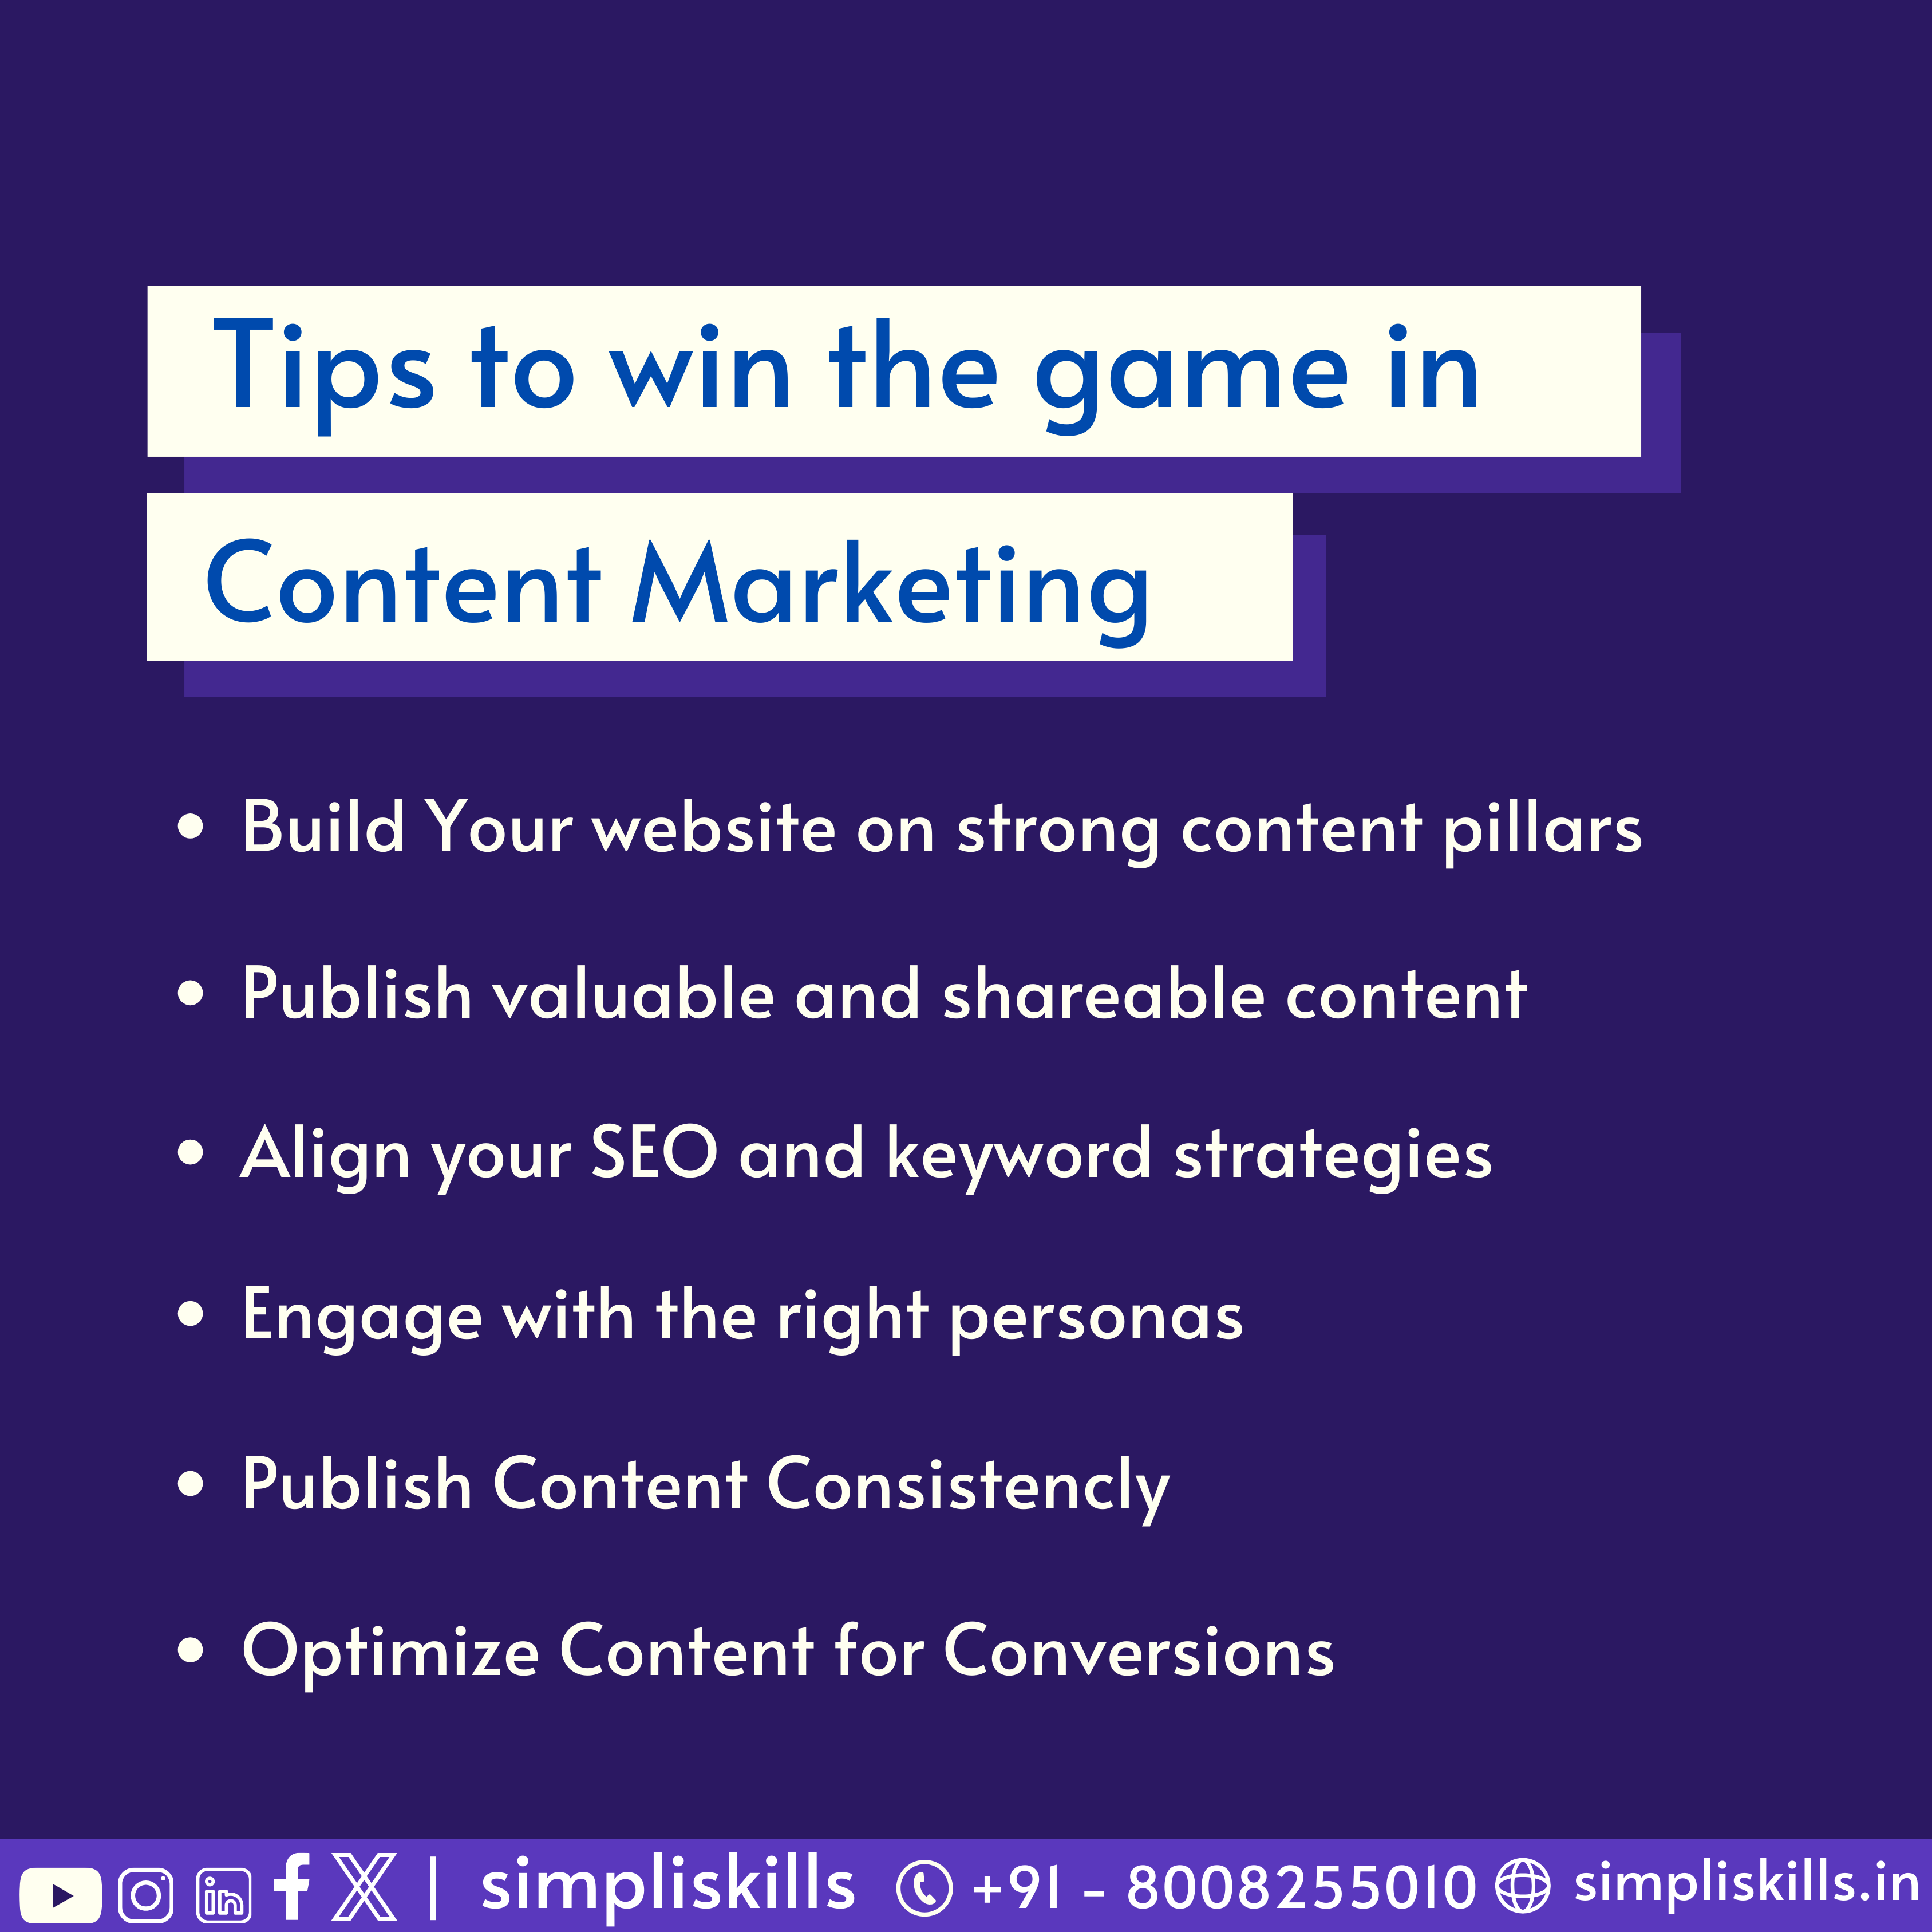 Tips to win the game in
Content Marketing
• Build Your website on strong content pillars
• Publish valuable and shareable content
• Align your SEO and keyword strategies
• Engage with the right personas
• Publish Content Consistencly
• Optimize Content for Conversions
in f X | simpliskills +91 - 8008255010 simpliskills.in